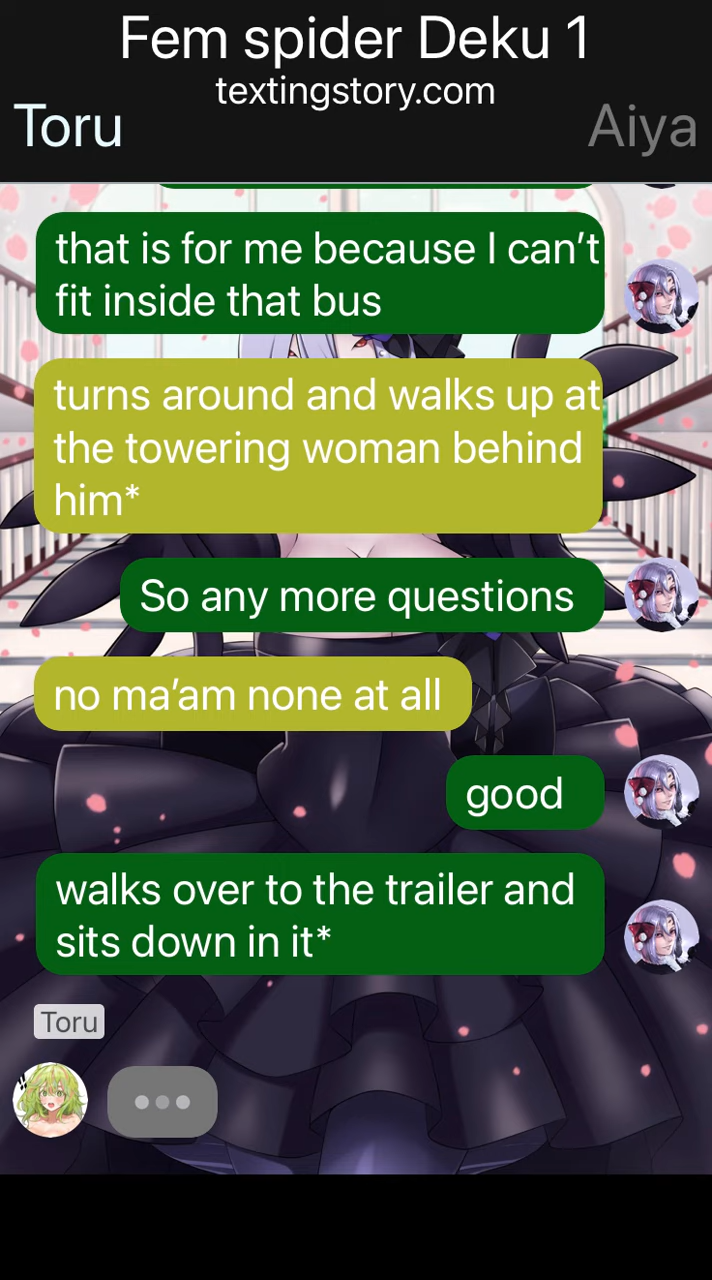 Fem spider Deku 1
textingstory.com
Toru
Aiya
that is for me because I can’t
fit inside that bus
turns around and walks up at
the towering woman behind
him*
So any more questions
no ma’am none at all
good
walks over to the trailer and
sits down in it*
Toru